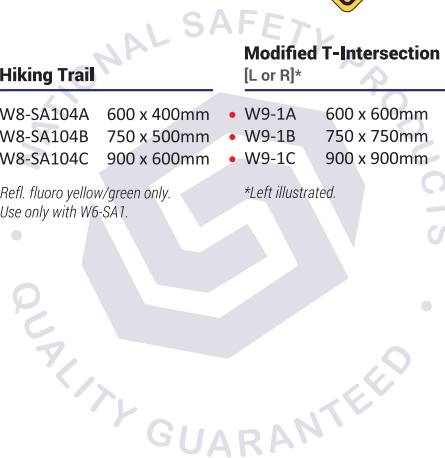 Hiking Trail
W8-SA104A 600 x 400mm
W8-SA104B 750 x 500mm
W8-SA104C 900 x 600mm
Refl. fluoro yellow/green only.
Use only with W6-SA1.
Modified T-Intersection
[L or R]*
• W9-1A 600 x 600mm
• W9-1B 750 x 750mm
• W9-1C 900 x 900mm
*Left illustrated.
NATIONAL SAFETY PRODUCTS
• QUALITY GUARANTEED •